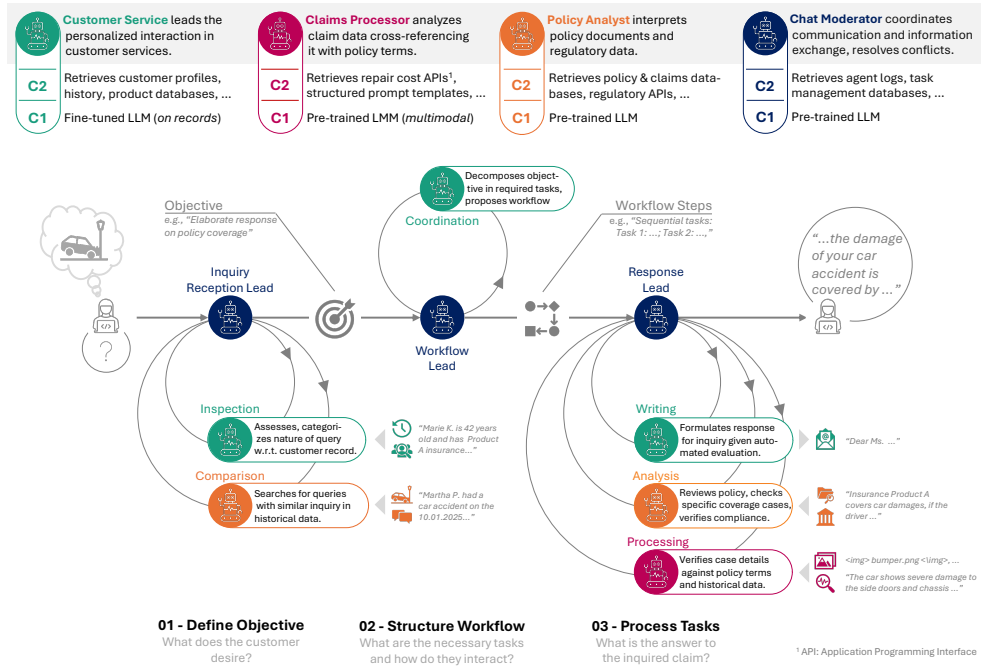 Customer Service leads the
personalized interaction in
customer services.
C2
Retrieves customer profiles,
history, product databases, ...
C1
Fine-tuned LLM (on records)
Claims Processor analyzes
claim data cross-referencing
it with policy terms.
C2
Retrieves repair cost APIs¹,
structured prompt templates, ...
C1
Pre-trained LMM (multimodal)
Policy Analyst interprets
policy documents and
regulatory data.
C2
Retrieves policy & claims data-
bases, regulatory APIs, ...
C1
Pre-trained LLM
Chat Moderator coordinates
communication and information
exchange, resolves conflicts.
C2
Retrieves agent logs, task
management databases, ...
C1
Pre-trained LLM
Objective
e.g., "Elaborate response
on policy coverage"
Decomposes objec-
tive in required tasks,
proposes workflow
Coordination
Workflow Steps
e.g., "Sequential tasks:
Task 1: ...; Task 2: ...,"
"...the damage
of your car
accident is
covered by ..."
</>
?
Inquiry
Reception Lead
Workflow
Lead
Response
Lead
</>
Inspection
Assesses, categori-
zes nature of query
w.r.t. customer record.
"Marie K. is 42 years
old and has Product
A insurance..."
Comparison
Searches for queries
with similar inquiry in
historical data.
"Martha P. had a
car accident on the
10.01.2025..."
Writing
Formulates response
for inquiry given auto-
mated evaluation.
"Dear Ms. ..."
Analysis
Reviews policy, checks
specific coverage cases,
verifies compliance.
"Insurance Product A
covers car damages, if the
driver ..."
Processing
Verifies case details
against policy terms
and historical data.
<img> bumper.png <\img>, ...
"The car shows severe damage to
the side doors and chassis ..."
01 - Define Objective
What does the customer
desire?
02 - Structure Workflow
What are the necessary tasks
and how do they interact?
03 - Process Tasks
What is the answer to
the inquired claim?
¹ API: Application Programming Interface